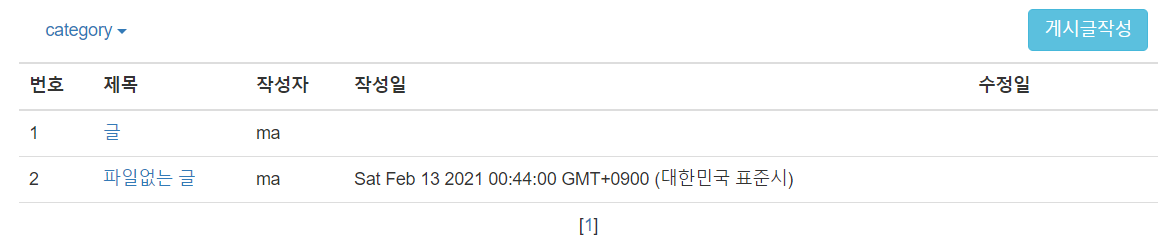 category
게시글작성
번호 제목 작성자 작성일 수정일
1 글 ma
2 파일없는 글 ma Sat Feb 13 2021 00:44:00 GMT+0900 (대한민국 표준시)
[1]